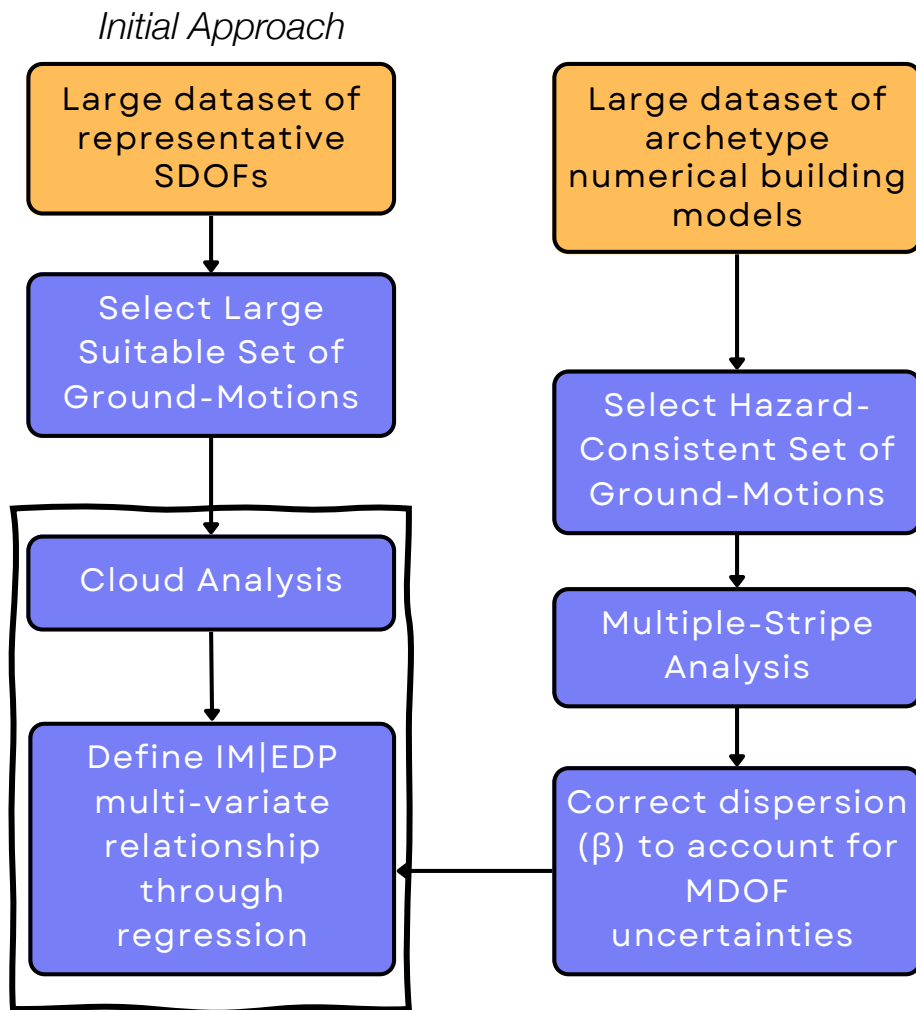 Initial Approach
Large dataset of
representative
SDOFs
Select Large
Suitable Set of
Ground-Motions
Cloud Analysis
Define IM|EDP
multi-variate
relationship
through
regression
Large dataset of
archetype
numerical building
models
Select Hazard-
Consistent Set of
Ground-Motions
Multiple-Stripe
Analysis
Correct dispersion
(β) to account for
MDOF
uncertainties